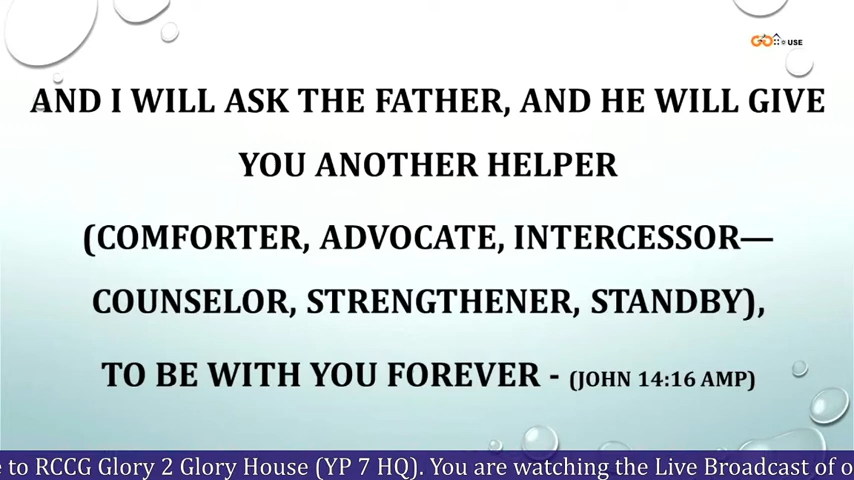 GO USE
AND I WILL ASK THE FATHER, AND HE WILL GIVE
YOU ANOTHER HELPER
(COMFORTER, ADVOCATE, INTERCESSOR—
COUNSELOR, STRENGTHENER, STANDBY),
TO BE WITH YOU FOREVER - (JOHN 14:16 AMP)
e to RCCG Glory 2 Glory House (YP 7 HQ). You are watching the Live Broadcast of o